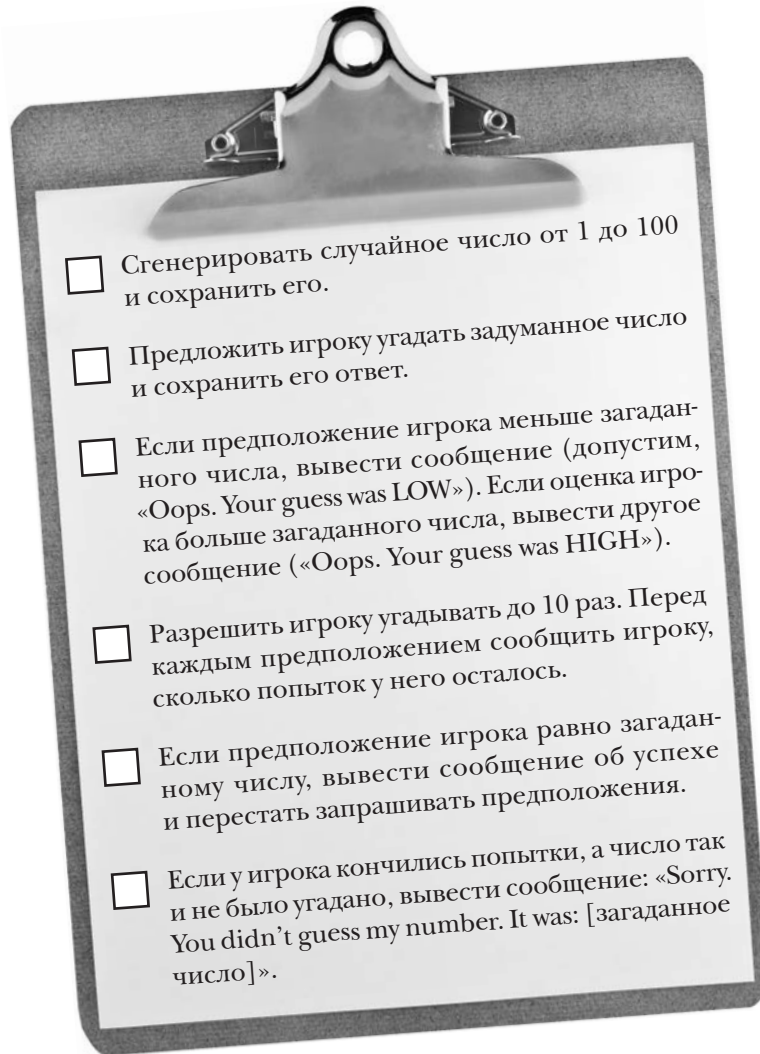 Сгенерировать случайное число от 1 до 100
и сохранить его.
Предложить игроку угадать задуманное число
и сохранить его ответ.
Если предположение игрока меньше загадан-
ного числа, вывести сообщение (допустим,
«Oops. Your guess was LOW»). Если оценка игро-
ка больше загаданного числа, вывести другое
сообщение («Oops. Your guess was HIGH»).
Разрешить игроку угадывать до 10 раз. Перед
каждым предположением сообщить игроку,
сколько попыток у него осталось.
Если предположение игрока равно загадан-
ному числу, вывести сообщение об успехе
и перестать запрашивать предположения.
Если у игрока кончились попытки, а число так
и не было угадано, вывести сообщение: «Sorry.
You didn't guess my number. It was: [загаданное
число]».